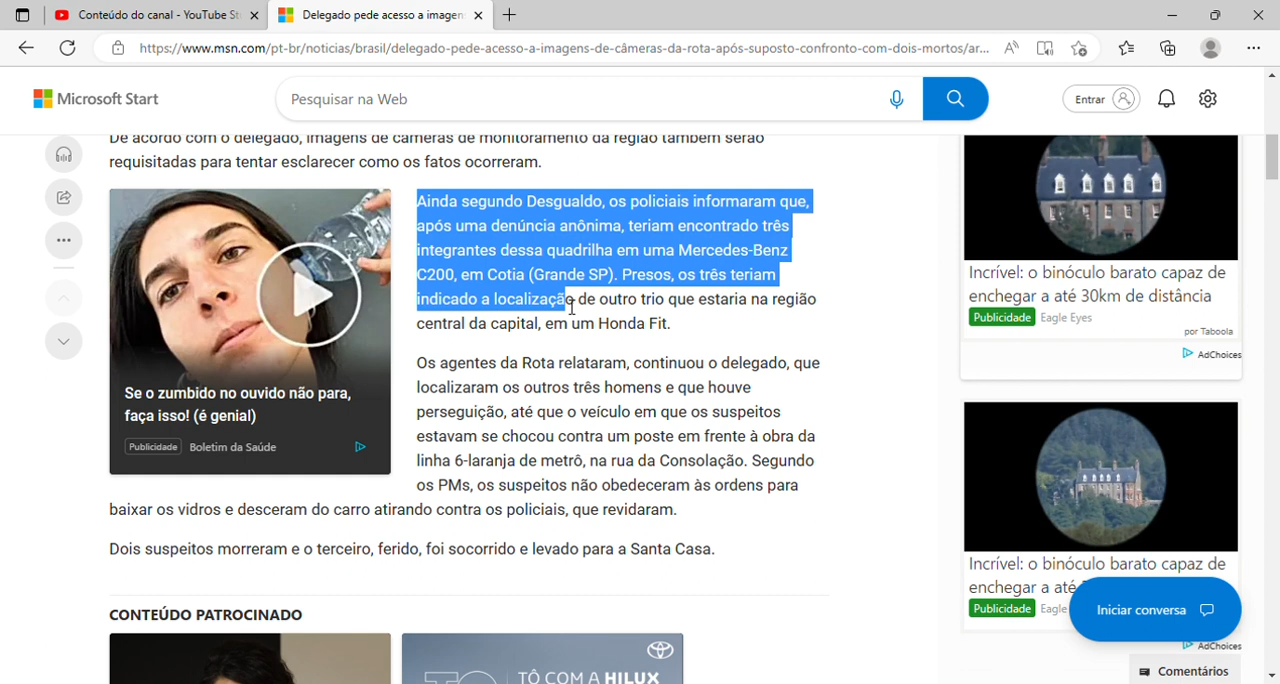 Conteúdo do canal - YouTube St
Delegado pede acesso a imagens
https://www.msn.com/pt-br/noticias/brasil/delegado-pede-acesso-a-imagens-de-câmeras-da-rota-após-suposto-confronto-com-dois-mortos/ar...
Microsoft Start
Pesquisar na Web
Entrar
De acordo com o delegado, imagens de câmeras de monitoramento da região também serão
requisitadas para tentar esclarecer como os fatos ocorreram.
Se o zumbido no ouvido não para,
faça isso! (é genial)
Publicidade Boletim da Saúde
Ainda segundo Desgualdo, os policiais informaram que,
após uma denúncia anônima, teriam encontrado três
integrantes dessa quadrilha em uma Mercedes-Benz
C200, em Cotia (Grande SP). Presos, os três teriam
indicado a localização de outro trio que estaria na região
central da capital, em um Honda Fit.
Os agentes da Rota relataram, continuou o delegado, que
localizaram os outros três homens e que houve
perseguição, até que o veículo em que os suspeitos
estavam se chocou contra um poste em frente à obra da
linha 6-laranja de metrô, na rua da Consolação. Segundo
os PMs, os suspeitos não obedeceram às ordens para
baixar os vidros e desceram do carro atirando contra os policiais, que revidaram.
Dois suspeitos morreram e o terceiro, ferido, foi socorrido e levado para a Santa Casa.
CONTEÚDO PATROCINADO
TÔ COM A HILUX
Incrível: o binóculo barato capaz de
enchegar a até 30km de distância
Publicidade Eagle Eyes
por Taboola
AdChoices
Incrível: o binóculo barato capaz de
enchegar a até
Publicidade Eagle
Iniciar conversa
AdChoices
Comentários